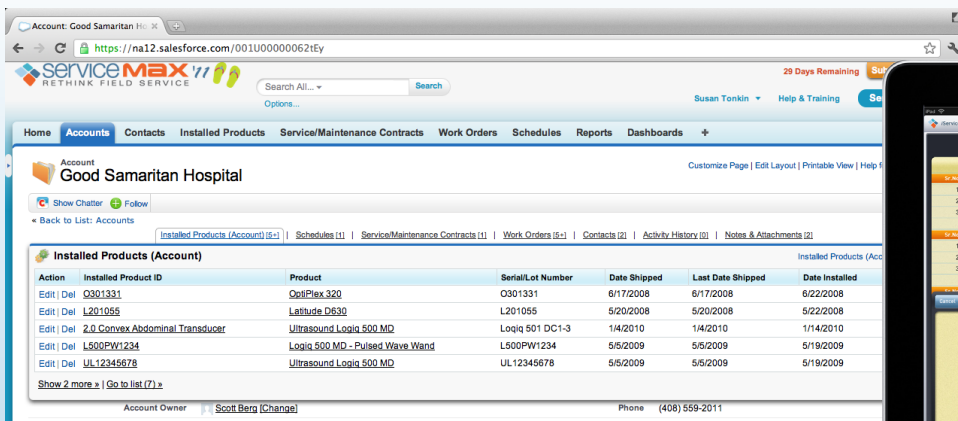 Account: Good Samaritan Ho
https://na12.salesforce.com/001U00000062tEy
service max '11
RETHINK FIELD SERVICE
Search All...
Search
Options...
29 Days Remaining
Susan Tonkin
Help & Training
Home Accounts Contacts Installed Products Service/Maintenance Contracts Work Orders Schedules Reports Dashboards +
Account
Good Samaritan Hospital
Customize Page | Edit Layout | Printable View | Help f
Show Chatter Follow
« Back to List: Accounts
Installed Products (Account) [5+] | Schedules [1] | Service/Maintenance Contracts [1] | Work Orders [5+] | Contacts [2] | Activity History [0] | Notes & Attachments [2]
Installed Products (Account)
Installed Products (Acc
Action Installed Product ID Product Serial/Lot Number Date Shipped Last Date Shipped Date Installed
Edit | Del O301331 OptiPlex 320 O301331 6/17/2008 6/17/2008 6/22/2008
Edit | Del L201055 Latitude D630 L201055 5/20/2008 5/20/2008 5/22/2008
Edit | Del 2.0 Convex Abdominal Transducer Ultrasound Logiq 500 MD Logiq 501 DC1-3 1/4/2010 1/4/2010 1/14/2010
Edit | Del L500PW1234 Logiq 500 MD - Pulsed Wave Wand L500PW1234 5/5/2009 5/5/2009 5/19/2009
Edit | Del UL12345678 Ultrasound Logiq 500 MD UL12345678 5/5/2009 5/5/2009 5/19/2009
Show 2 more » | Go to list (7) »
Account Owner Scott Berg [Change] Phone (408) 559-2011
iPad
Cancel